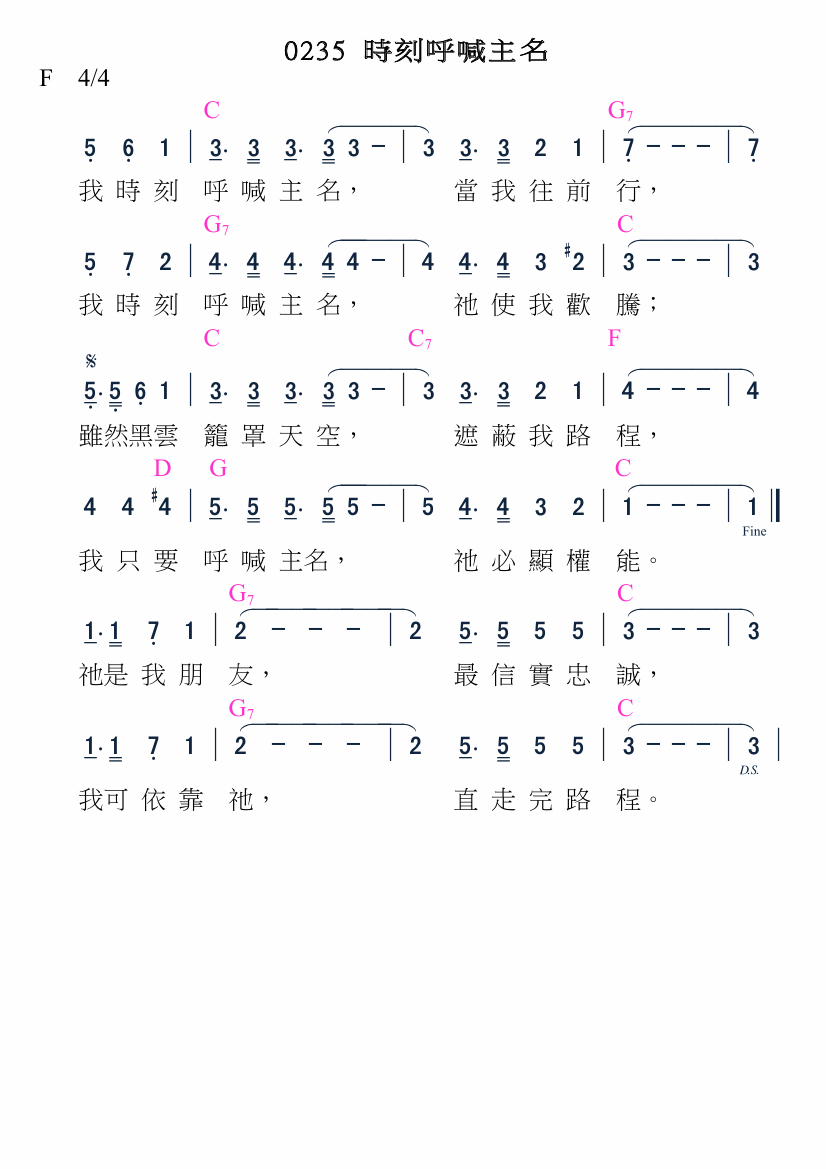 0235 時刻呼喊主名
F 4/4
C G7
5 6 1 | 3· 3 3· 3 3 – | 3 3· 3 2 1 | 7 – – – | 7
我時刻 呼喊主名， 當我往前 行，
G7 C
5 7 2 | 4· 4 4· 4 4 – | 4 4· 4 3 #2 | 3 – – – | 3
我時刻 呼喊主名， 祂使我歡 騰；
C C7 F
𝄋
5· 5 6 1 | 3· 3 3· 3 3 – | 3 3· 3 2 1 | 4 – – – | 4
雖然黑雲 籠罩天空， 遮蔽我路 程，
D G C
4 4 #4 | 5· 5 5· 5 5 – | 5 4· 4 3 2 | 1 – – – | 1 ‖
Fine
我只要 呼喊主名， 祂必顯權 能。
G7 C
1· 1 7 1 | 2 – – – | 2 5· 5 5 5 | 3 – – – | 3
祂是我朋 友， 最信實忠 誠，
G7 C
1· 1 7 1 | 2 – – – | 2 5· 5 5 5 | 3 – – – | 3 |
D.S.
我可依靠 祂， 直走完路 程。